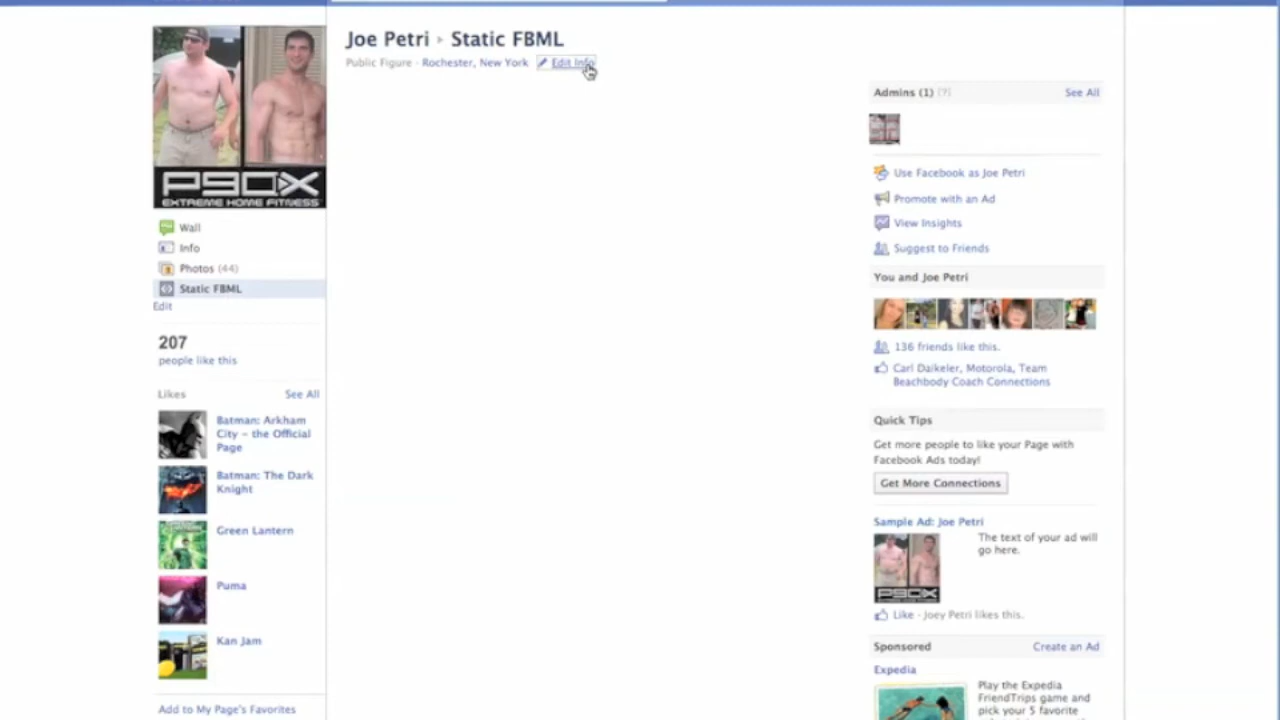 Joe Petri ▸ Static FBML
Public Figure · Rochester, New York Edit Info
P90X
EXTREME HOME FITNESS
Wall
Info
Photos (44)
Static FBML
Edit
207
people like this
Likes See All
Batman: Arkham
City – the Official
Page
Batman: The Dark
Knight
Green Lantern
Puma
Kan Jam
Add to My Page's Favorites
Admins (1) (?) See All
Use Facebook as Joe Petri
Promote with an Ad
View Insights
Suggest to Friends
You and Joe Petri
136 friends like this.
Carl Daikeler, Motorola, Team
Beachbody Coach Connections
Quick Tips
Get more people to like your Page with
Facebook Ads today!
Get More Connections
Sample Ad: Joe Petri
The text of your ad will
go here.
P90X
Like · Joey Petri likes this.
Sponsored Create an Ad
Expedia
Play the Expedia
FriendTrips game and
pick your 5 favorite